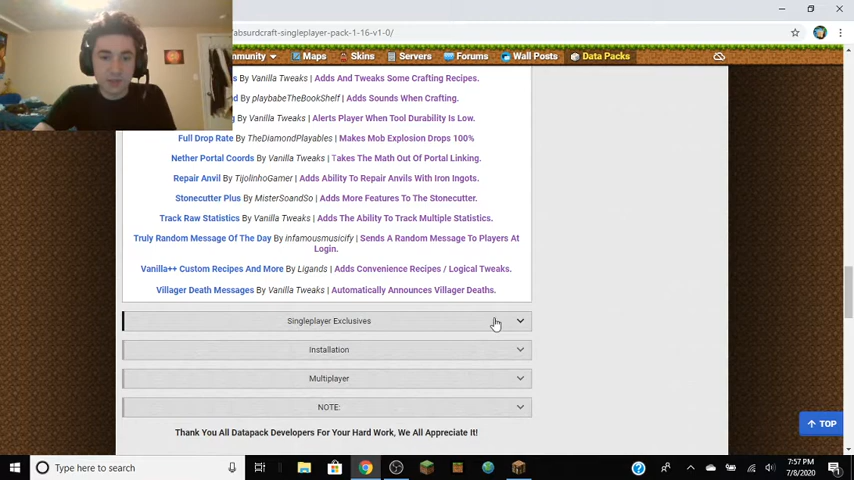 absurdcraft-singleplayer-pack-1-16-v1-0/
mmunity Maps Skins Servers Forums Wall Posts Data Packs
s By Vanilla Tweaks | Adds And Tweaks Some Crafting Recipes.
d By playbabeTheBookShelf | Adds Sounds When Crafting.
g By Vanilla Tweaks | Alerts Player When Tool Durability Is Low.
Full Drop Rate By TheDiamondPlayables | Makes Mob Explosion Drops 100%
Nether Portal Coords By Vanilla Tweaks | Takes The Math Out Of Portal Linking.
Repair Anvil By TijolinhoGamer | Adds Ability To Repair Anvils With Iron Ingots.
Stonecutter Plus By MisterSoandSo | Adds More Features To The Stonecutter.
Track Raw Statistics By Vanilla Tweaks | Adds The Ability To Track Multiple Statistics.
Truly Random Message Of The Day By infamousmusicify | Sends A Random Message To Players At
Login.
Vanilla++ Custom Recipes And More By Ligands | Adds Convenience Recipes / Logical Tweaks.
Villager Death Messages By Vanilla Tweaks | Automatically Announces Villager Deaths.
Singleplayer Exclusives
Installation
Multiplayer
NOTE:
Thank You All Datapack Developers For Your Hard Work, We All Appreciate It!
TOP
Type here to search
7:57 PM
7/8/2020